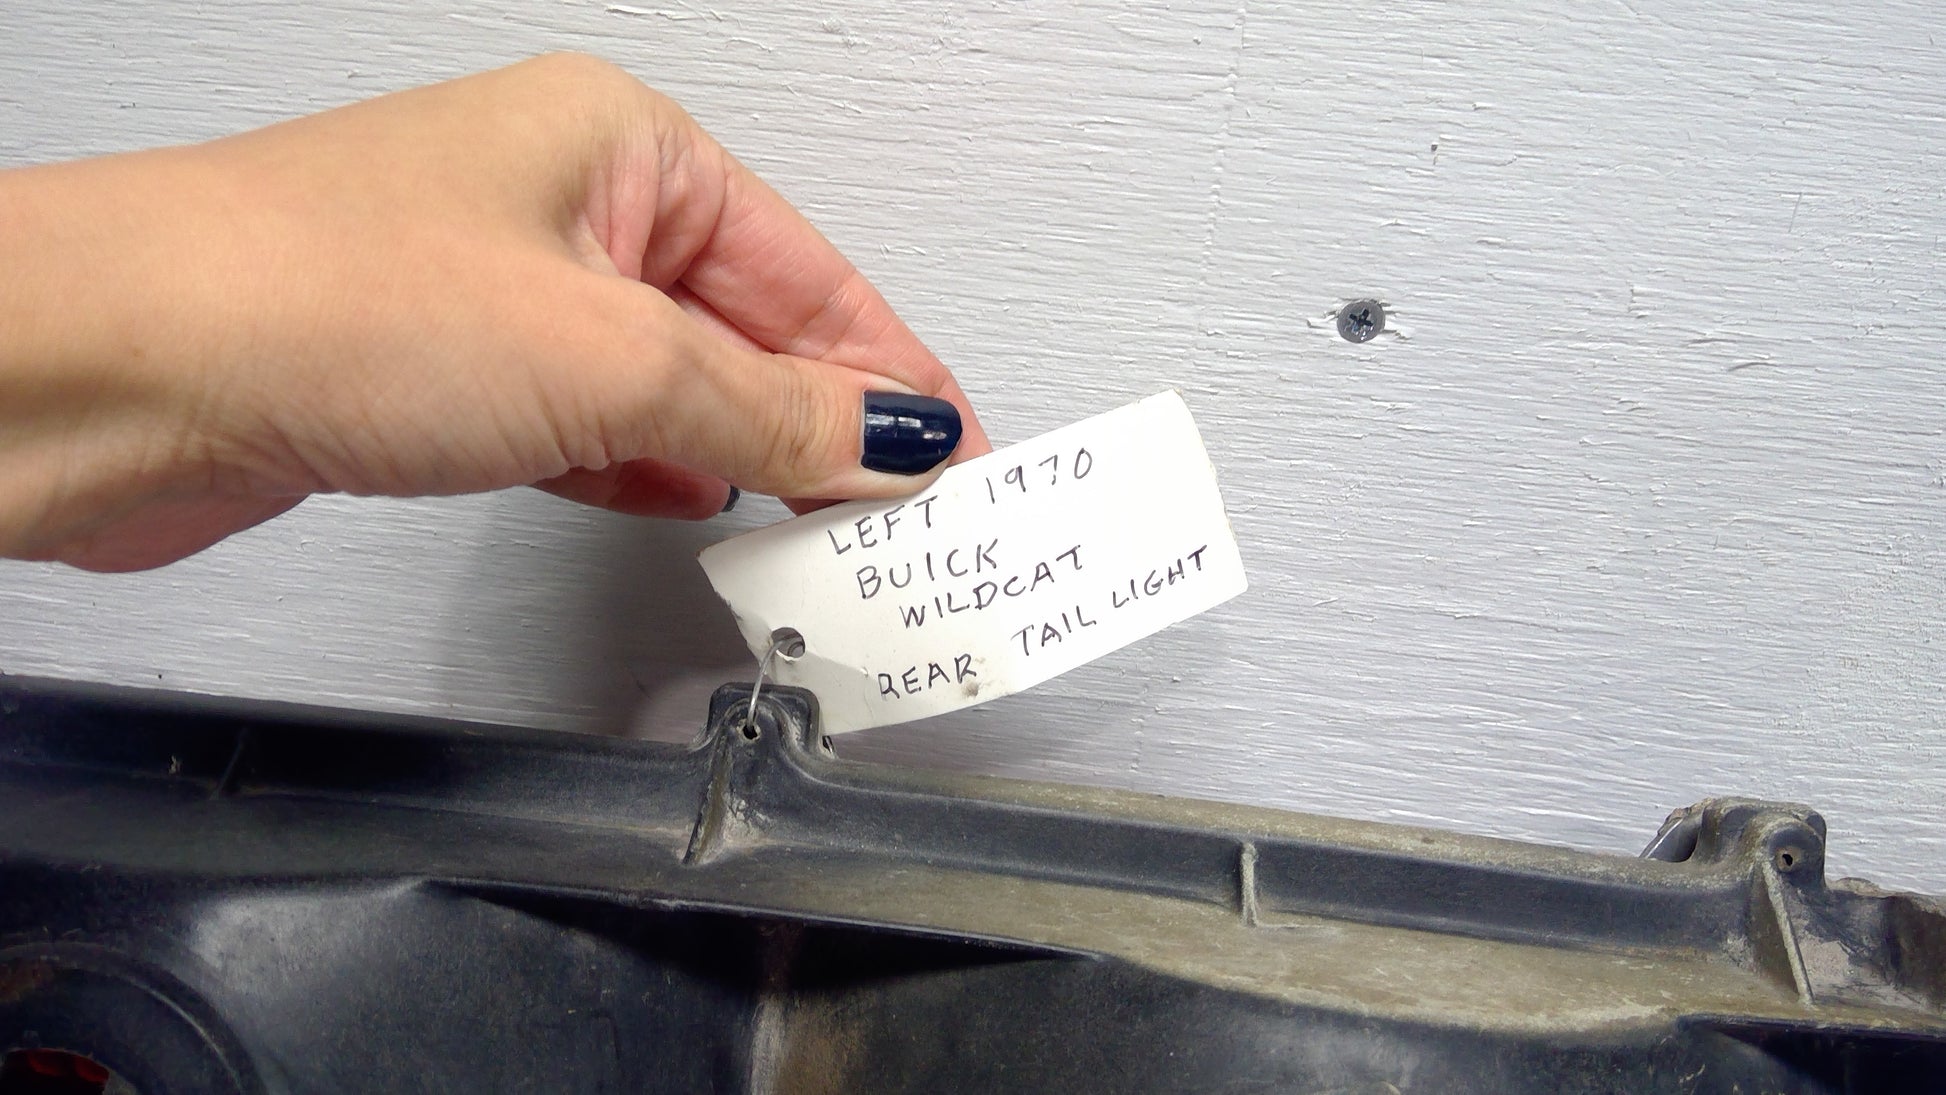 LEFT 1970
BUICK
WILDCAT
REAR TAIL LIGHT